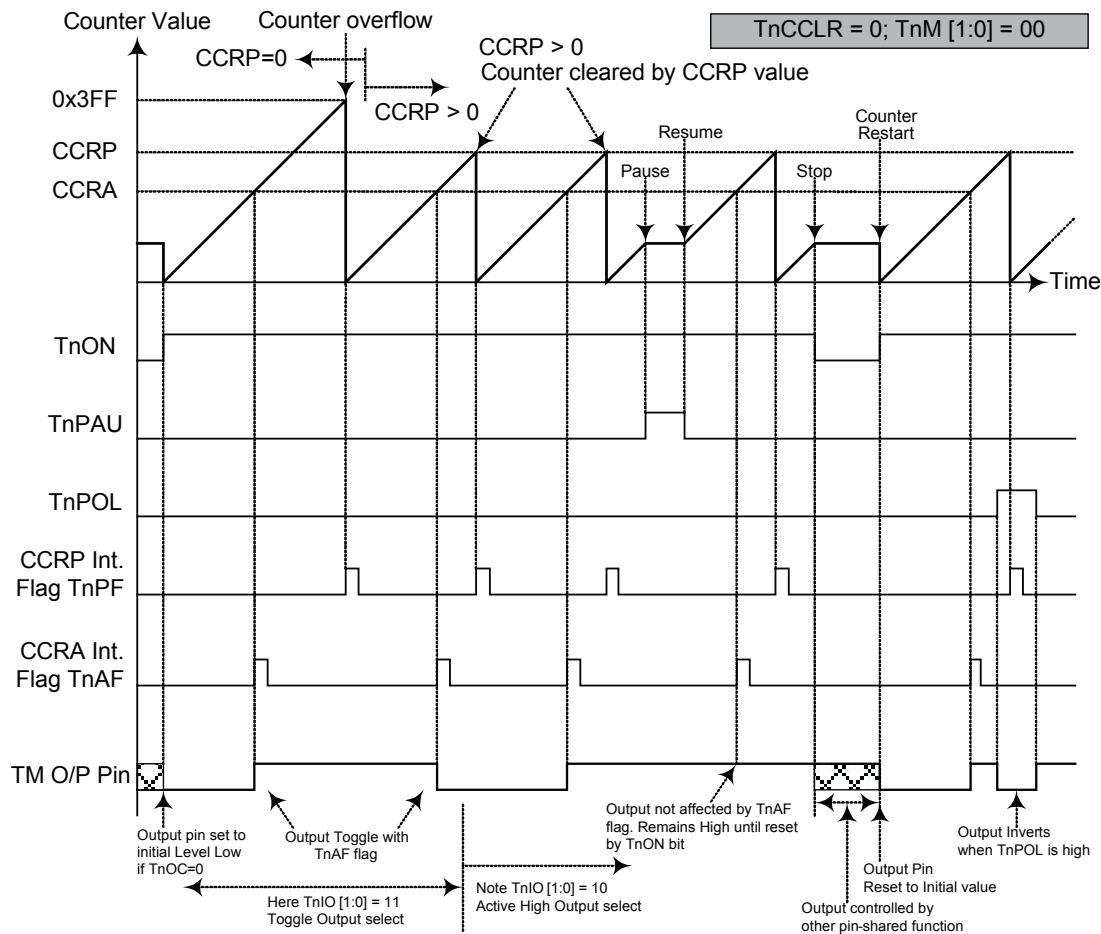 Counter Value
Counter overflow
TnCCLR = 0; TnM [1:0] = 00
CCRP=0
CCRP > 0
CCRP > 0
Counter cleared by CCRP value
0x3FF
CCRP
CCRA
Pause
Resume
Stop
Counter
Restart
Time
TnON
TnPAU
TnPOL
CCRP Int.
Flag TnPF
CCRA Int.
Flag TnAF
TM O/P Pin
Output pin set to
initial Level Low
if TnOC=0
Output Toggle with
TnAF flag
Output not affected by TnAF
flag. Remains High until reset
by TnON bit
Output Inverts
when TnPOL is high
Output Pin
Reset to Initial value
Here TnIO [1:0] = 11
Toggle Output select
Note TnIO [1:0] = 10
Active High Output select
Output controlled by
other pin-shared function